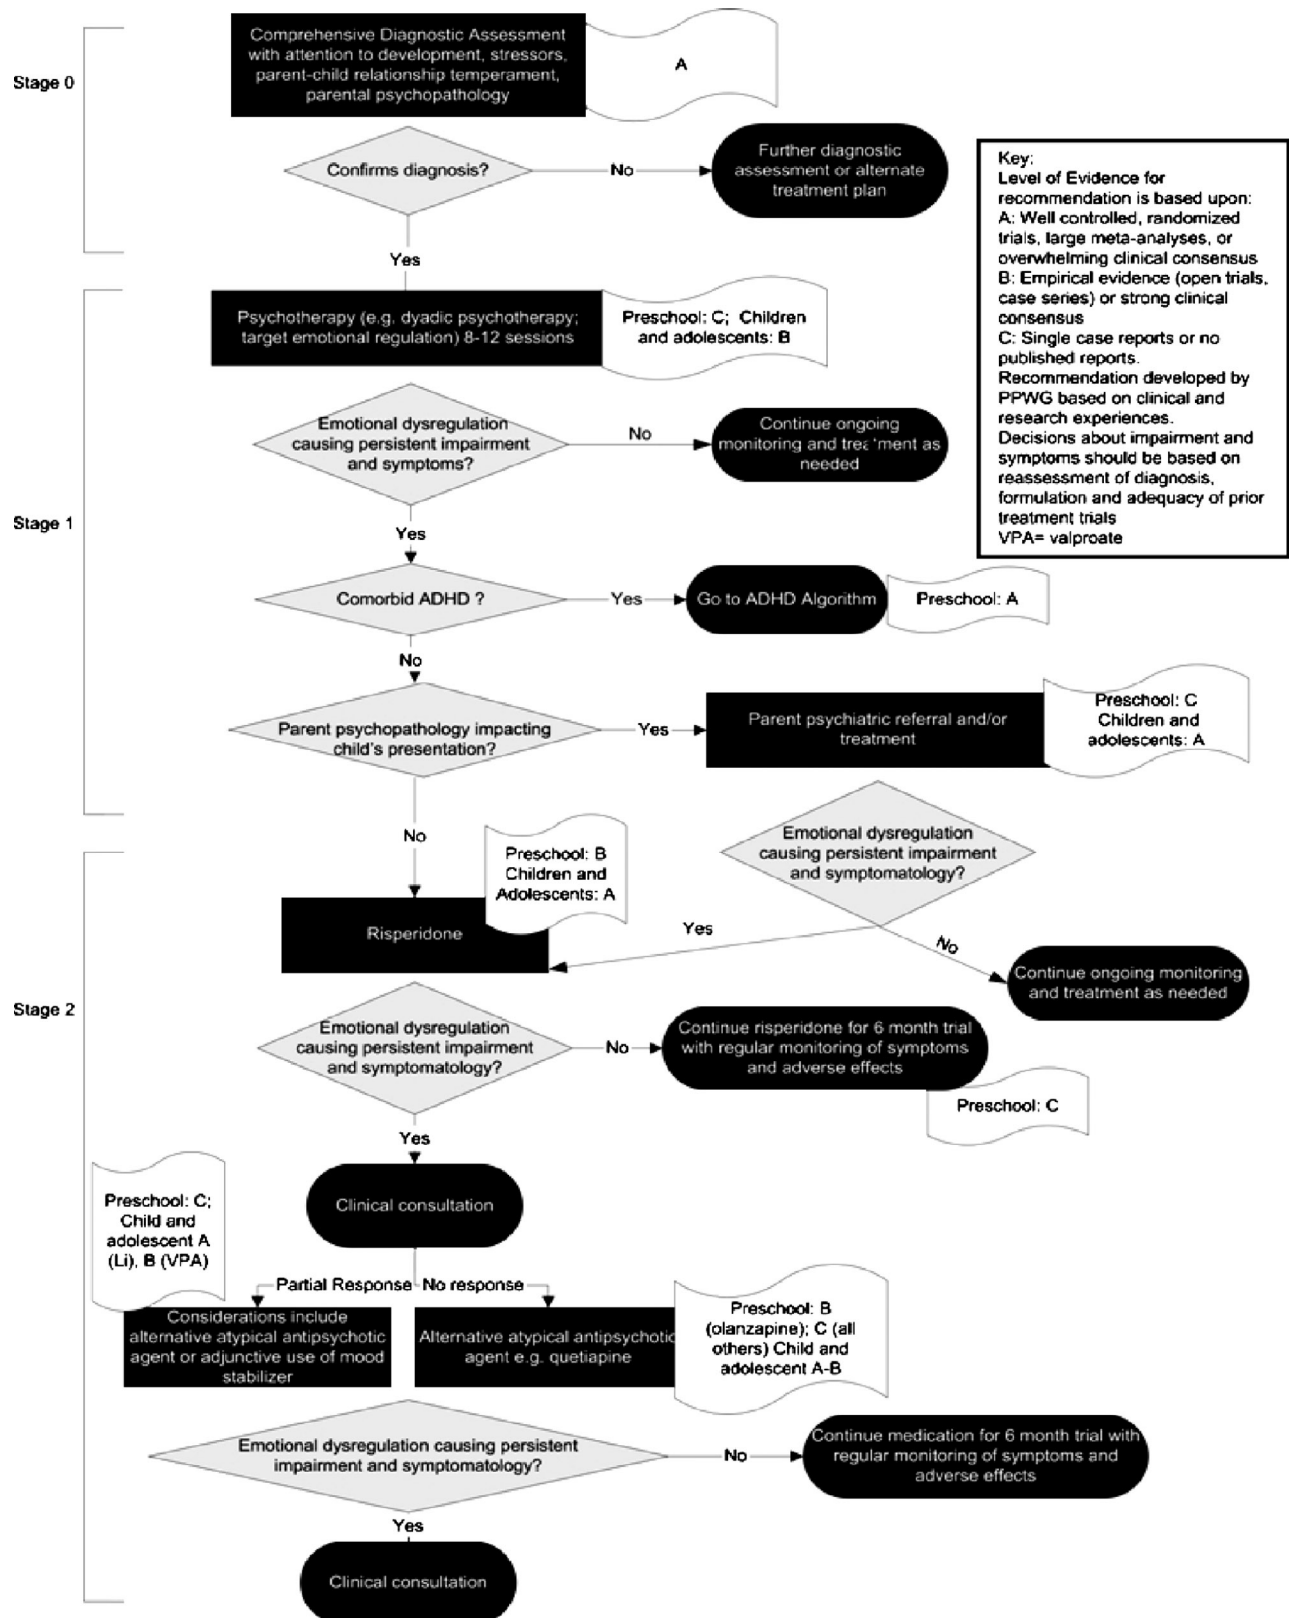 Stage 0
Comprehensive Diagnostic Assessment
with attention to development, stressors,
parent-child relationship temperament,
parental psychopathology
A
Confirms diagnosis?
No
Further diagnostic
assessment or alternate
treatment plan
Yes
Key:
Level of Evidence for
recommendation is based upon:
A: Well controlled, randomized
trials, large meta-analyses, or
overwhelming clinical consensus
B: Empirical evidence (open trials,
case series) or strong clinical
consensus
C: Single case reports or no
published reports.
Recommendation developed by
PPWG based on clinical and
research experiences.
Decisions about impairment and
symptoms should be based on
reassessment of diagnosis,
formulation and adequacy of prior
treatment trials
VPA= valproate
Stage 1
Psychotherapy (e.g. dyadic psychotherapy;
target emotional regulation) 8-12 sessions
Preschool: C; Children
and adolescents: B
Emotional dysregulation
causing persistent impairment
and symptoms?
No
Continue ongoing
monitoring and treatment as
needed
Yes
Comorbid ADHD ?
Yes
Go to ADHD Algorithm
Preschool: A
No
Parent psychopathology impacting
child's presentation?
Yes
Parent psychiatric referral and/or
treatment
Preschool: C
Children and
adolescents: A
No
Emotional dysregulation
causing persistent impairment
and symptomatology?
Yes
No
Continue ongoing monitoring
and treatment as needed
Stage 2
Preschool: B
Children and
Adolescents: A
Risperidone
Emotional dysregulation
causing persistent impairment
and symptomatology?
No
Continue risperidone for 6 month trial
with regular monitoring of symptoms
and adverse effects
Preschool: C
Yes
Clinical consultation
Preschool: C;
Child and
adolescent A
(Li), B (VPA)
Partial Response
No response
Considerations include
alternative atypical antipsychotic
agent or adjunctive use of mood
stabilizer
Alternative atypical antipsychotic
agent e.g. quetiapine
Preschool: B
(olanzapine); C (all
others) Child and
adolescent A-B
Emotional dysregulation causing persistent
impairment and symptomatology?
No
Continue medication for 6 month trial with
regular monitoring of symptoms and
adverse effects
Yes
Clinical consultation